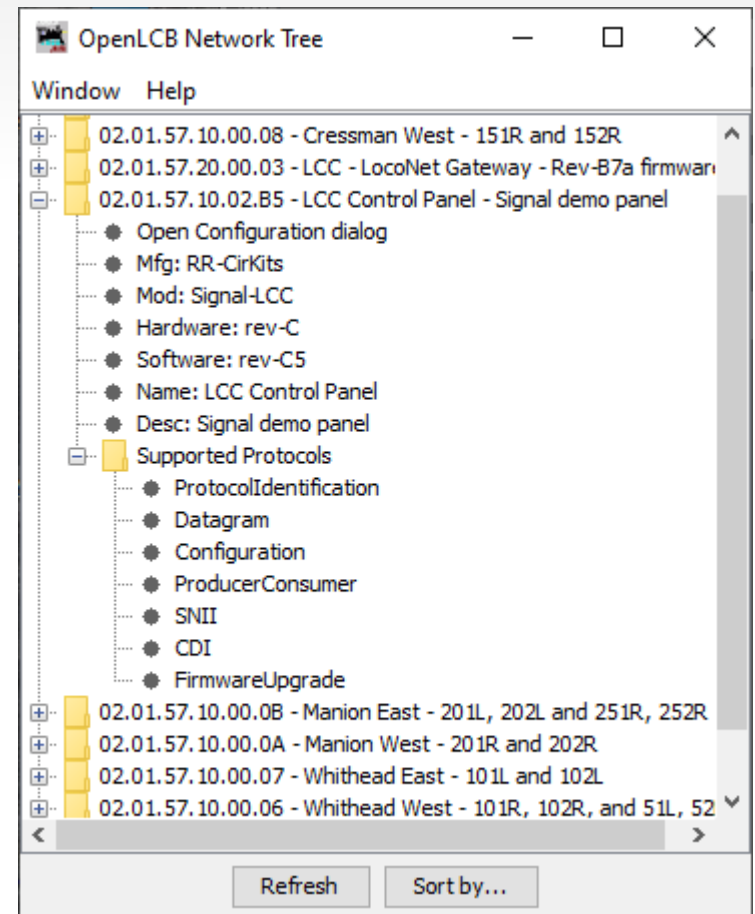 OpenLCB Network Tree
Window Help
02.01.57.10.00.08 - Cressman West - 151R and 152R
02.01.57.20.00.03 - LCC - LocoNet Gateway - Rev-B7a
02.01.57.10.02.B5 - LCC Control Panel - Signal demo panel
Open Configuration dialog
Mfg: RR-CirKits
Mod: Signal-LCC
Hardware: rev-C
Software: rev-C5
Name: LCC Control Panel
Desc: Signal demo panel
Supported Protocols
ProtocolIdentification
Datagram
Configuration
ProducerConsumer
SNII
CDI
FirmwareUpgrade
02.01.57.10.00.0B - Manion East - 201L, 202L and 251R, 252R
02.01.57.10.00.0A - Manion West - 201R and 202R
02.01.57.10.00.07 - Whithead East - 101L and 102L
02.01.57.10.00.06 - Whithead West - 101R, 102R, and 51L,
Refresh Sort by...